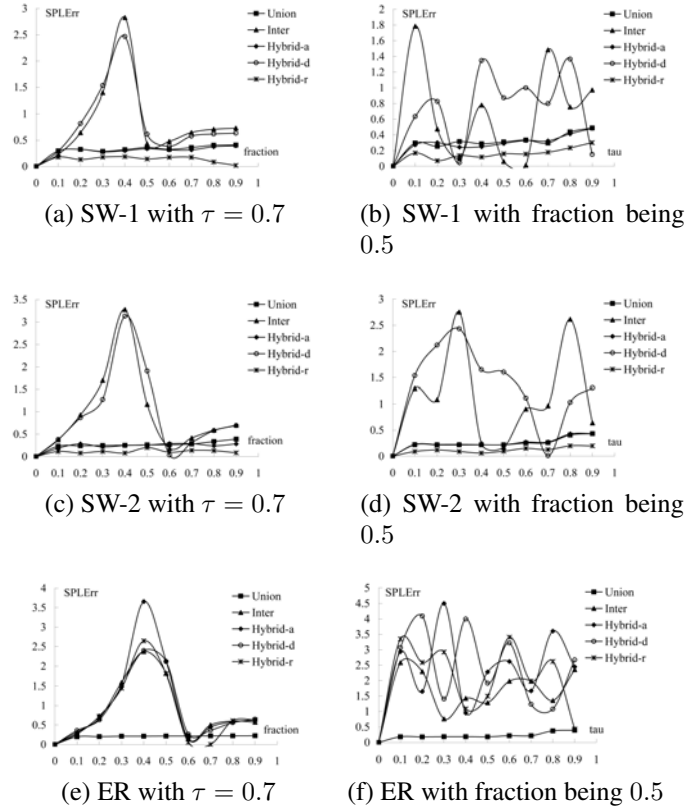 SPLErr
3
2.5
2
1.5
1
0.5
0
0 0.1 0.2 0.3 0.4 0.5 0.6 0.7 0.8 0.9 1
fraction
Union
Inter
Hybrid-a
Hybrid-d
Hybrid-r
(a) SW-1 with τ = 0.7
SPLErr
1.8
1.6
1.4
1.2
1
0.8
0.6
0.4
0.2
0
0 0.1 0.2 0.3 0.4 0.5 0.6 0.7 0.8 0.9 1
tau
Union
Inter
Hybrid-a
Hybrid-d
Hybrid-r
(b) SW-1 with fraction being
0.5
SPLErr
3.5
3
2.5
2
1.5
1
0.5
0
0 0.1 0.2 0.3 0.4 0.5 0.6 0.7 0.8 0.9 1
fraction
Union
Inter
Hybrid-a
Hybrid-d
Hybrid-r
(c) SW-2 with τ = 0.7
SPLErr
3
2.5
2
1.5
1
0.5
0
0 0.1 0.2 0.3 0.4 0.5 0.6 0.7 0.8 0.9 1
tau
Union
Inter
Hybrid-a
Hybrid-d
Hybrid-r
(d) SW-2 with fraction being
0.5
SPLErr
4
3.5
3
2.5
2
1.5
1
0.5
0
0 0.1 0.2 0.3 0.4 0.5 0.6 0.7 0.8 0.9 1
fraction
Union
Inter
Hybrid-a
Hybrid-d
Hybrid-r
(e) ER with τ = 0.7
SPLErr
5
4.5
4
3.5
3
2.5
2
1.5
1
0.5
0
0 0.1 0.2 0.3 0.4 0.5 0.6 0.7 0.8 0.9 1
tau
Union
Inter
Hybrid-a
Hybrid-d
Hybrid-r
(f) ER with fraction being 0.5